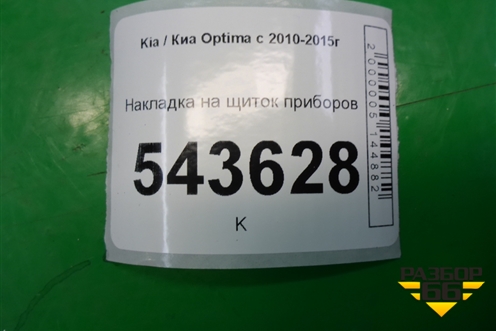 Kia / Киа Optima с 2010-2015г
Накладка на щиток приборов
543628
К
2000005144882
РАЗБОР
66